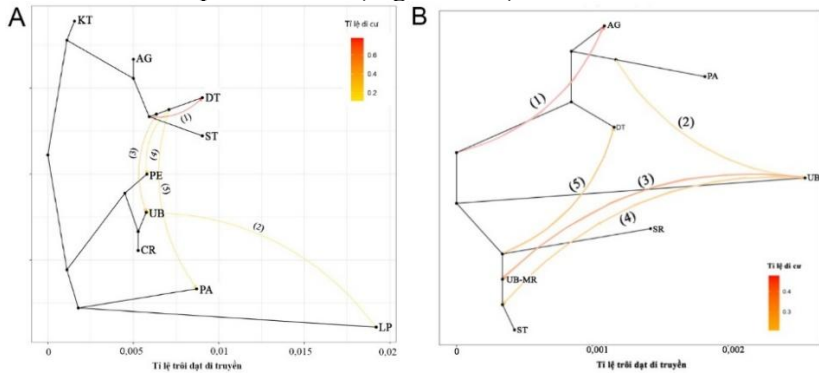 A
KT
AG
DT
ST
PE
UB
CR
PA
LP
(1)
(2)
(3)
(4)
(5)
Tỉ lệ di cư
0.6
0.4
0.2
0
0,005
0,01
0,015
0,02
Tỉ lệ trôi dạt di truyền
B
AG
PA
DT
UB
SR
UB-MR
ST
(1)
(2)
(3)
(4)
(5)
Tỉ lệ di cư
0.4
0.3
0
0,001
0,002
Tỉ lệ trôi dạt di truyền